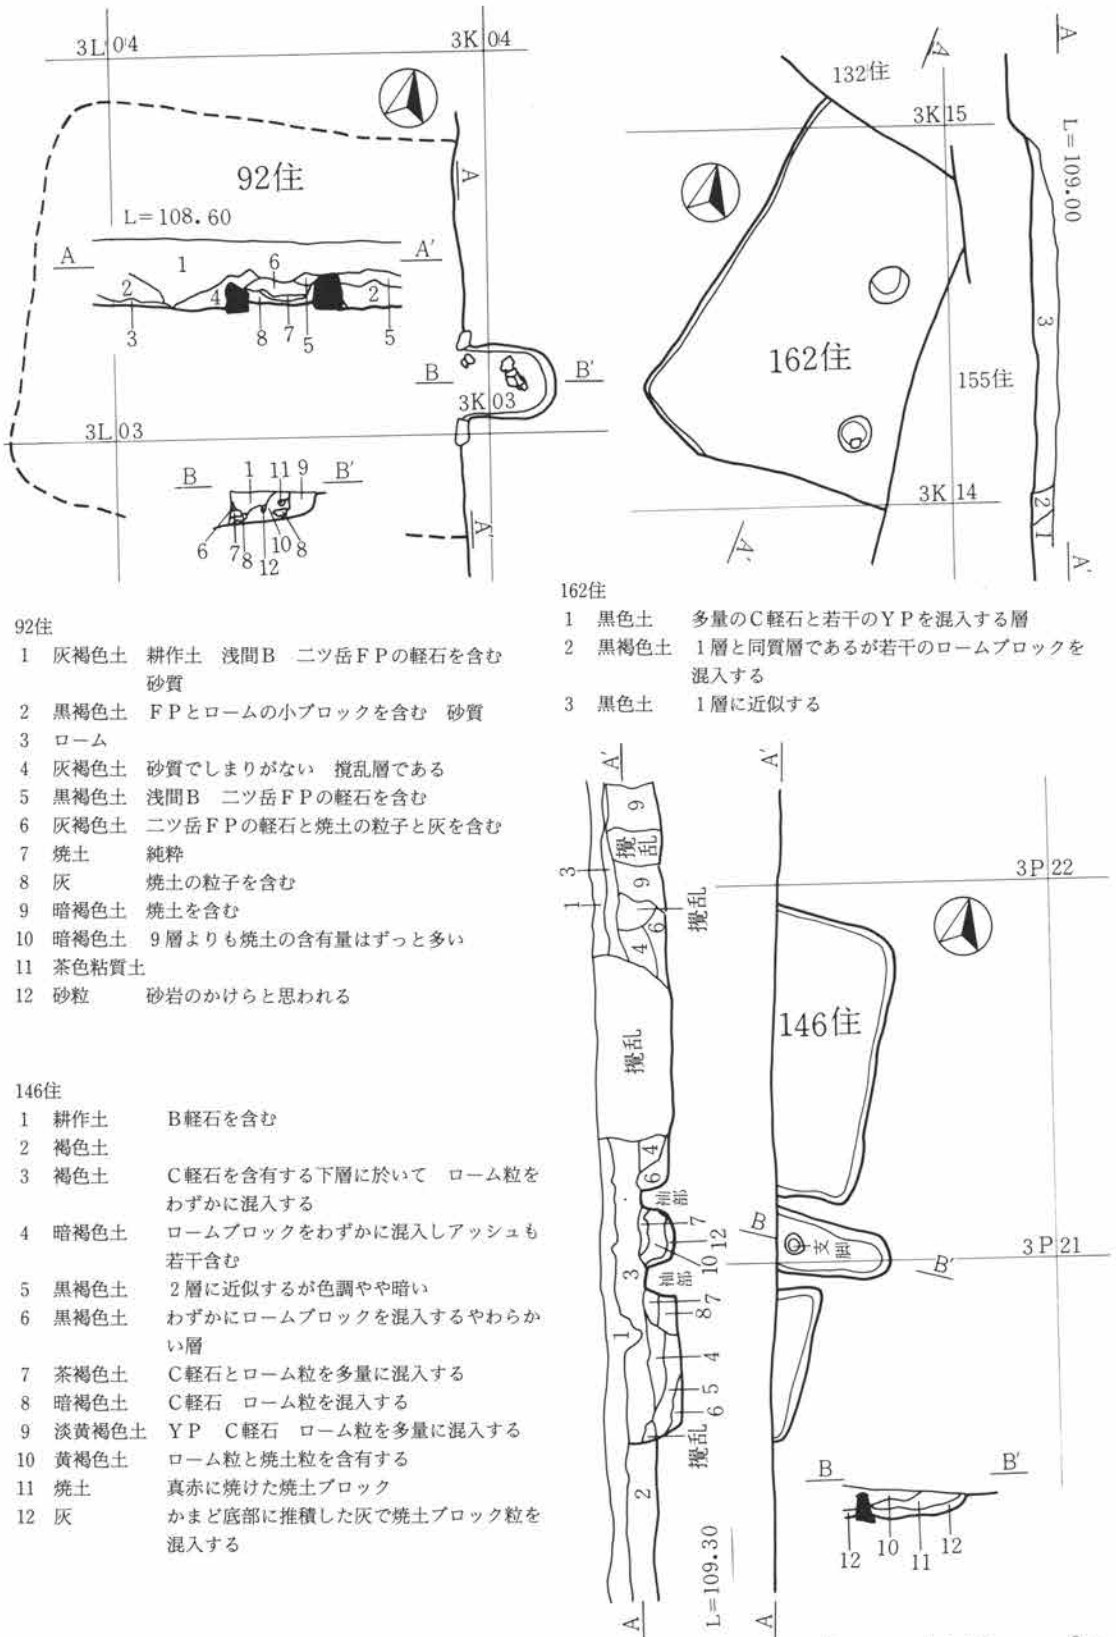 3L 04
3K 04
92住
L=108.60
A
A'
1
6
2
4
2
3
8
7
5
5
A
B
B'
3K 03
3L 03
B
1
11
9
B'
6
7
8
12
10
8
A'
A
132住
3K 15
L=109.00
A
162住
155住
3
3K 14
2
1
A'
A'
92住
1 灰褐色土 耕作土 浅間B 二ツ岳FPの軽石を含む
砂質
2 黒褐色土 FPとロームの小ブロックを含む 砂質
3 ローム
4 灰褐色土 砂質でしまりがない 攪乱層である
5 黒褐色土 浅間B 二ツ岳FPの軽石を含む
6 灰褐色土 二ツ岳FPの軽石と焼土の粒子と灰を含む
7 焼土 純粋
8 灰 焼土の粒子を含む
9 暗褐色土 焼土を含む
10 暗褐色土 9層よりも焼土の含有量はずっと多い
11 茶色粘質土
12 砂粒 砂岩のかけらと思われる
162住
1 黒色土 多量のC軽石と若干のYPを混入する層
2 黒褐色土 1層と同質層であるが若干のロームブロックを
混入する
3 黒色土 1層に近似する
146住
1 耕作土 B軽石を含む
2 褐色土
3 褐色土 C軽石を含有する下層に於いて ローム粒を
わずかに混入する
4 暗褐色土 ロームブロックをわずかに混入しアッシュも
若干含む
5 黒褐色土 2層に近似するが色調やや暗い
6 黒褐色土 わずかにロームブロックを混入するやわらか
い層
7 茶褐色土 C軽石とローム粒を多量に混入する
8 暗褐色土 C軽石 ローム粒を混入する
9 淡黄褐色土 YP C軽石 ローム粒を多量に混入する
10 黄褐色土 ローム粒と焼土粒を含有する
11 焼土 真赤に焼けた焼土ブロック
12 灰 かまど底部に推積した灰で焼土ブロック粒を
混入する
A'
9
攪乱
3
9
1
6
攪乱
4
攪乱
4
6
袖部
7
12
10
3
袖部
7
8
1
4
5
6
攪乱
2
L=109.30
A
A'
3P 22
146住
B
支脚
B'
3P 21
A
B
B'
12
10
11
12